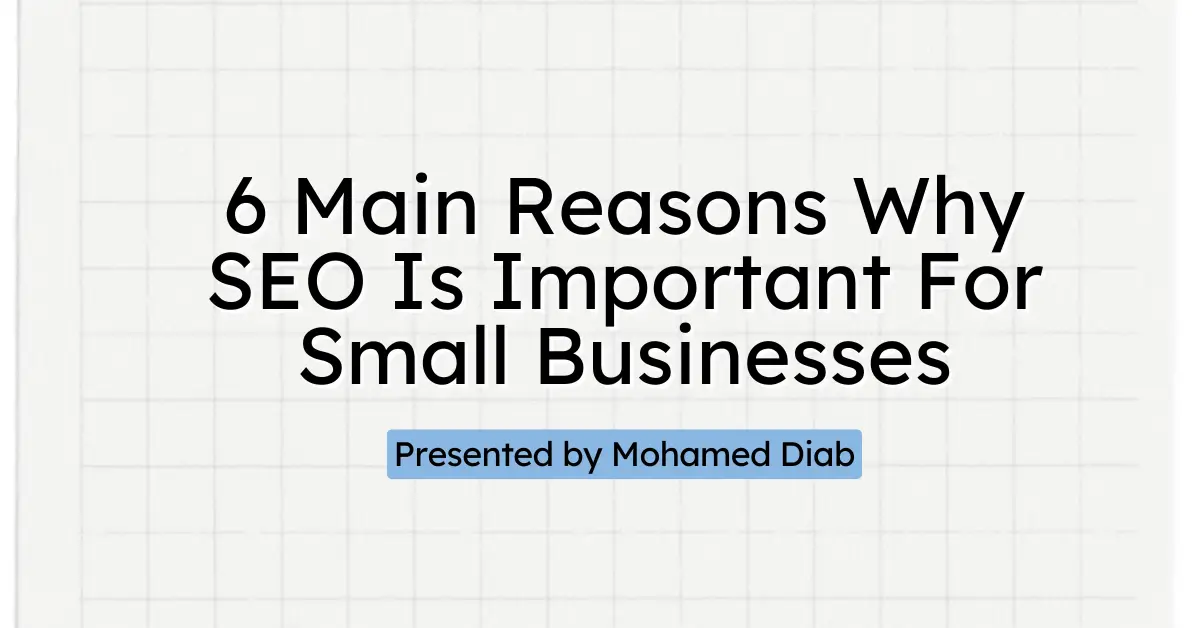 6 Main Reasons Why
SEO Is Important For
Small Businesses
Presented by Mohamed Diab